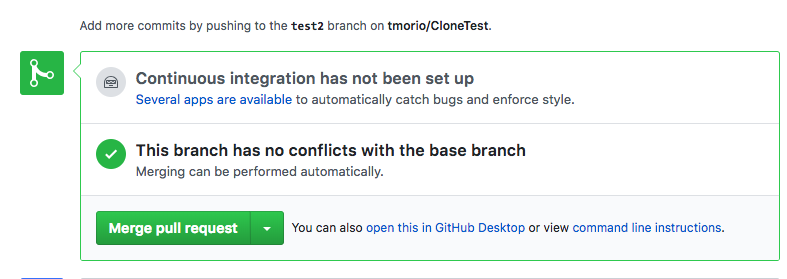 Add more commits by pushing to the test2 branch on tmorio/CloneTest.
Continuous integration has not been set up
Several apps are available to automatically catch bugs and enforce style.
This branch has no conflicts with the base branch
Merging can be performed automatically.
Merge pull request You can also open this in GitHub Desktop or view command line instructions.